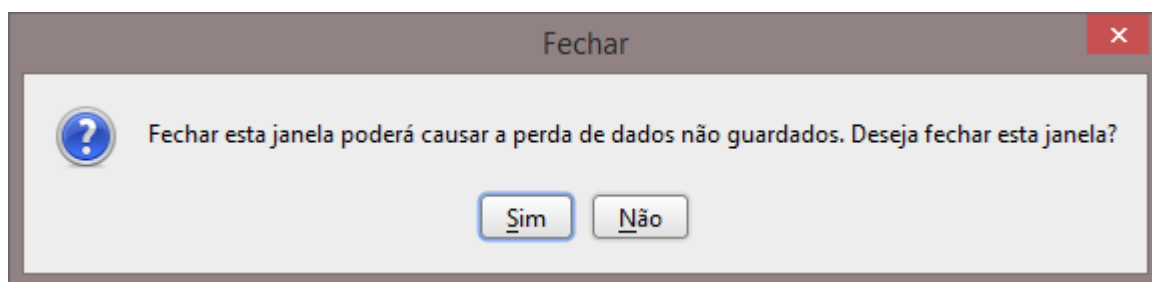 Fechar
Fechar esta janela poderá causar a perda de dados não guardados. Deseja fechar esta janela?
Sim Não